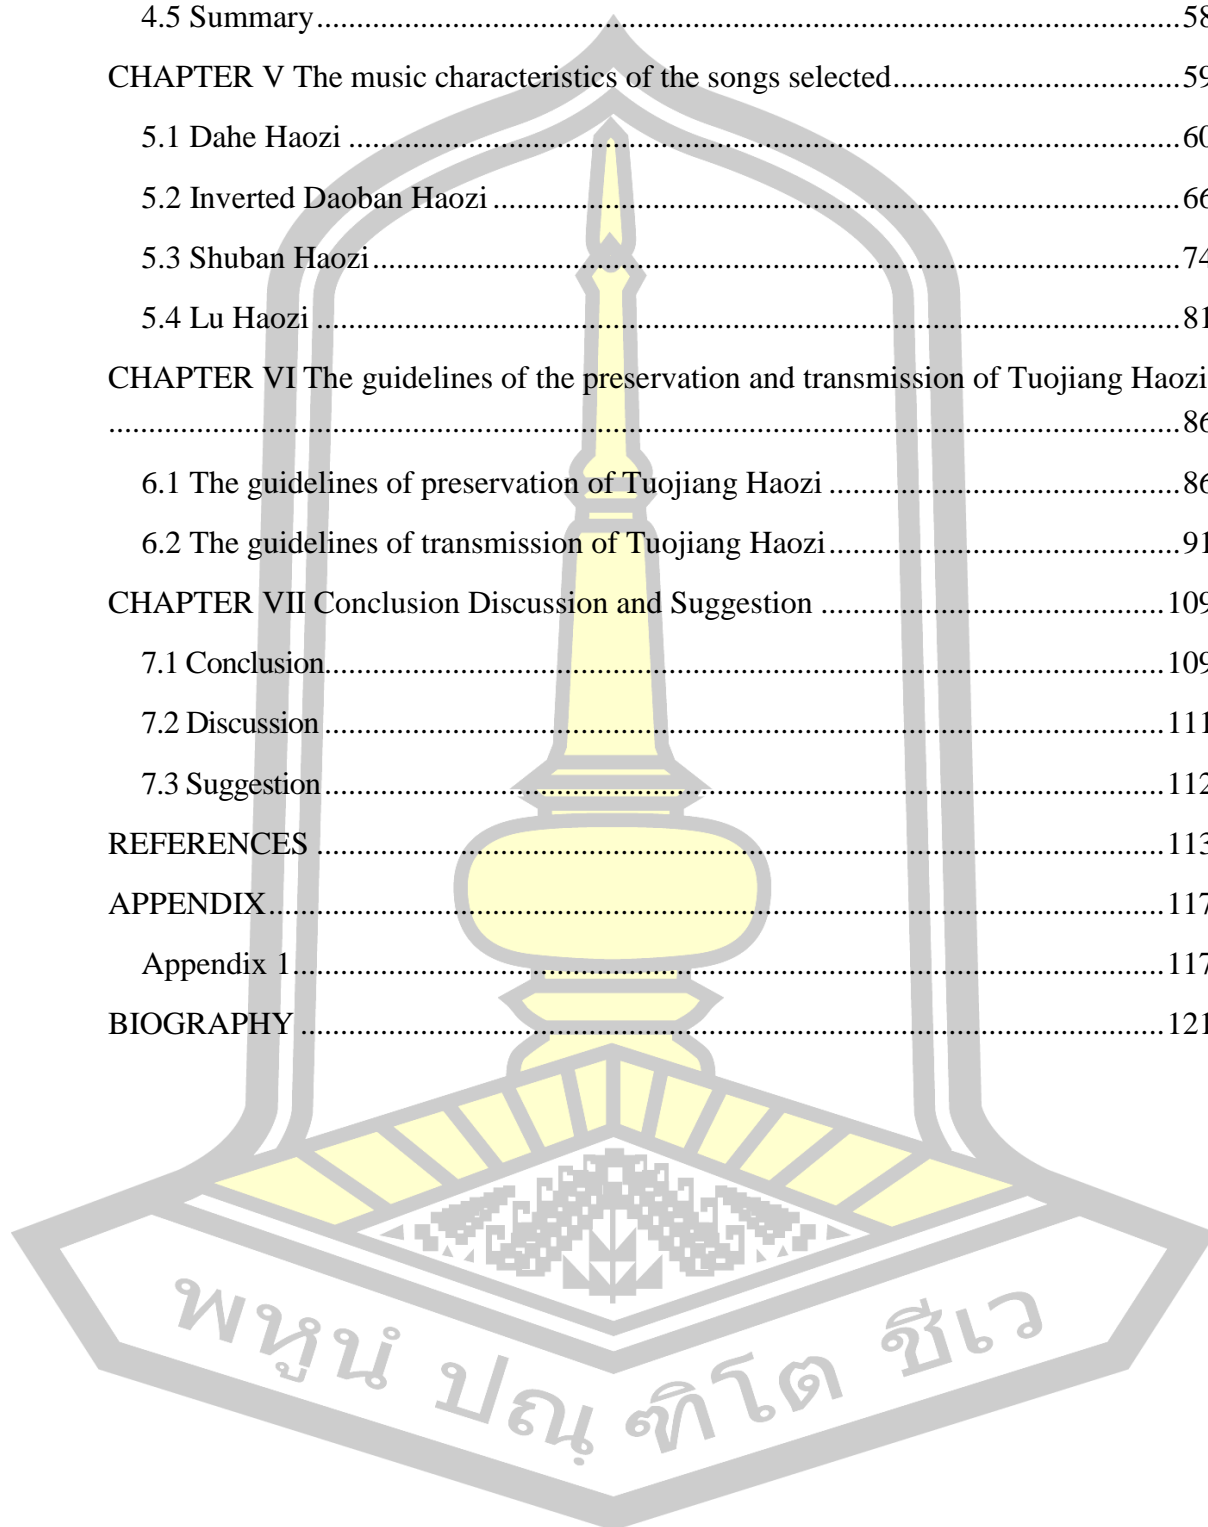 4.5 Summary....................................................58
CHAPTER V The music characteristics of the songs selected....................................59
5.1 Dahe Haozi....................................................60
5.2 Inverted Daoban Haozi....................................................66
5.3 Shuban Haozi....................................................74
5.4 Lu Haozi....................................................81
CHAPTER VI The guidelines of the preservation and transmission of Tuojiang Haozi
....................................................86
6.1 The guidelines of preservation of Tuojiang Haozi....................................86
6.2 The guidelines of transmission of Tuojiang Haozi....................................91
CHAPTER VII Conclusion Discussion and Suggestion....................................109
7.1 Conclusion....................................................109
7.2 Discussion....................................................111
7.3 Suggestion....................................................112
REFERENCES....................................................113
APPENDIX....................................................117
Appendix 1....................................................117
BIOGRAPHY....................................................121
พหูนํ ปณฺฑิโต ชีเว